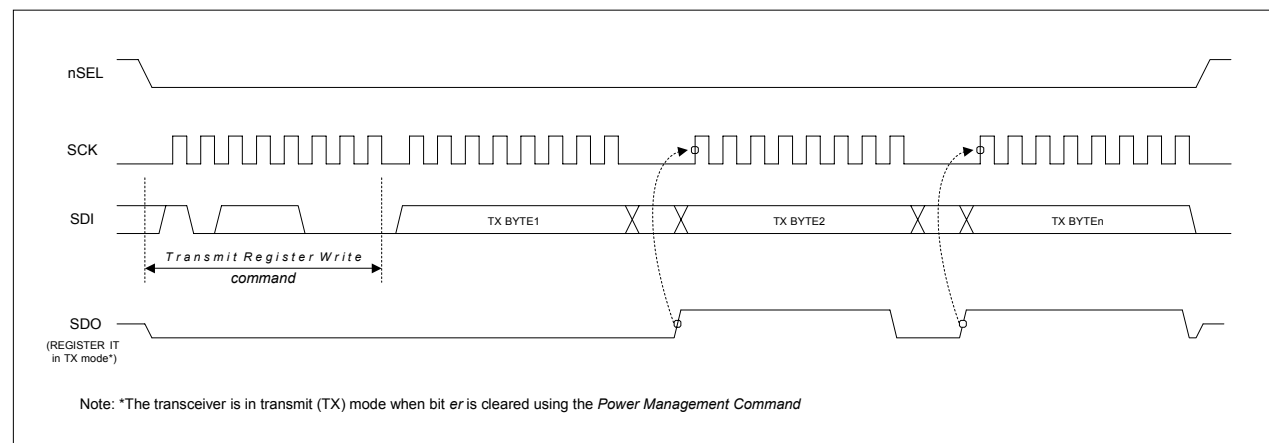 nSEL
SCK
SDI
TX BYTE1
TX BYTE2
TX BYTEn
Transmit Register Write
command
SDO
(REGISTER IT
in TX mode*)
Note: *The transceiver is in transmit (TX) mode when bit er is cleared using the Power Management Command